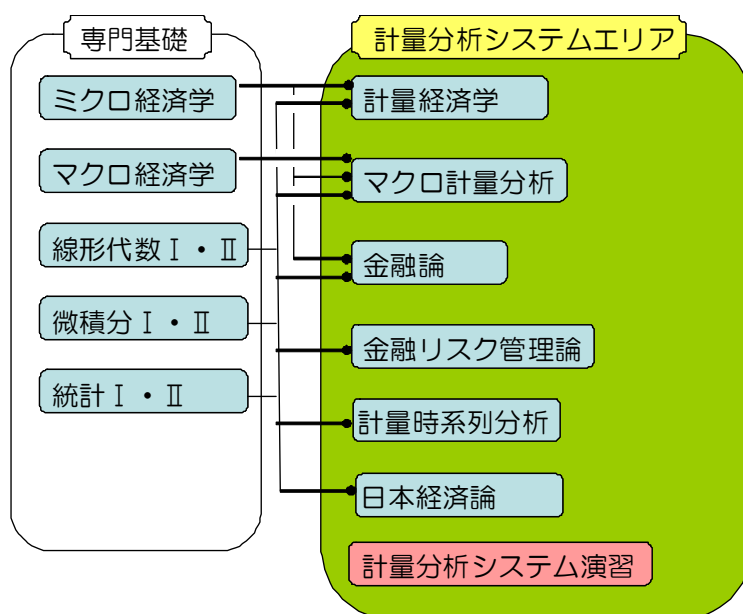 専門基礎
ミクロ経済学
マクロ経済学
線形代数Ⅰ・Ⅱ
微積分Ⅰ・Ⅱ
統計Ⅰ・Ⅱ
計量分析システムエリア
計量経済学
マクロ計量分析
金融論
金融リスク管理論
計量時系列分析
日本経済論
計量分析システム演習